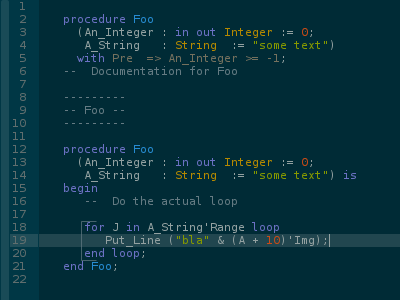 1
2 procedure Foo
3 (An_Integer : in out Integer := 0;
4 A_String : String := "some text")
5 with Pre => An_Integer >= -1;
6 -- Documentation for Foo
7
8 ---------
9 -- Foo --
10 ---------
11
12 procedure Foo
13 (An_Integer : in out Integer := 0;
14 A_String : String := "some text") is
15 begin
16 -- Do the actual loop
17
18 for J in A_String'Range loop
19 Put_Line ("bla" & (A + 10)'Img);
20 end loop;
21 end Foo;
22